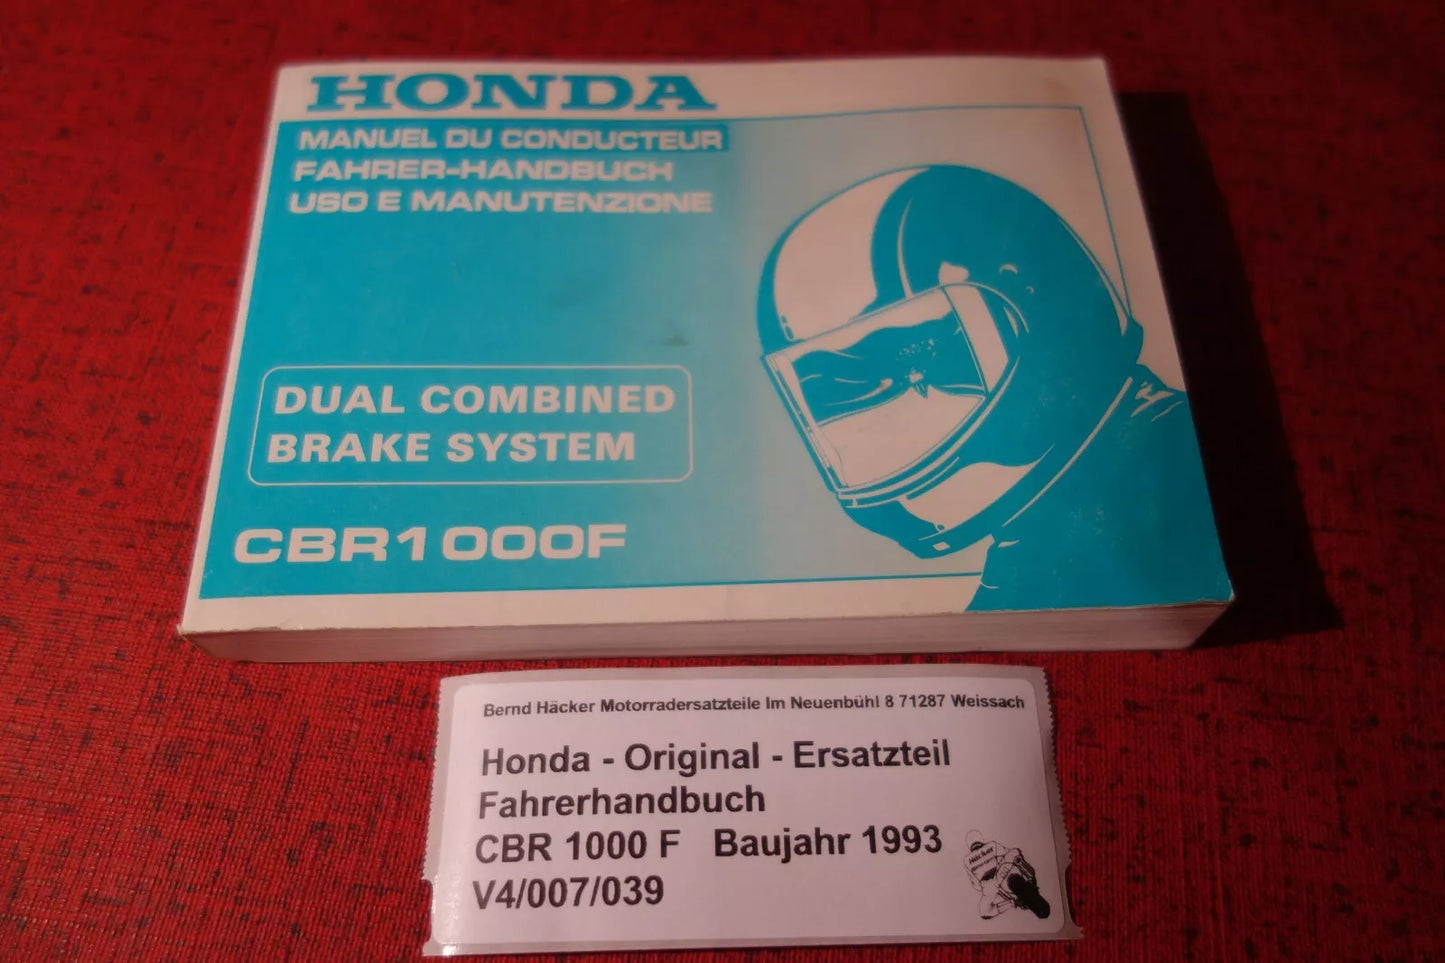 HONDA
MANUEL DU CONDUCTEUR
FAHRER-HANDBUCH
USO E MANUTENZIONE
DUAL COMBINED
BRAKE SYSTEM
CBR1000F
Bernd Häcker Motorradersatzteile Im Neuenbühl 8 71287 Weissach
Honda - Original - Ersatzteil
Fahrerhandbuch
CBR 1000 F Baujahr 1993
V4/007/039
Häcker